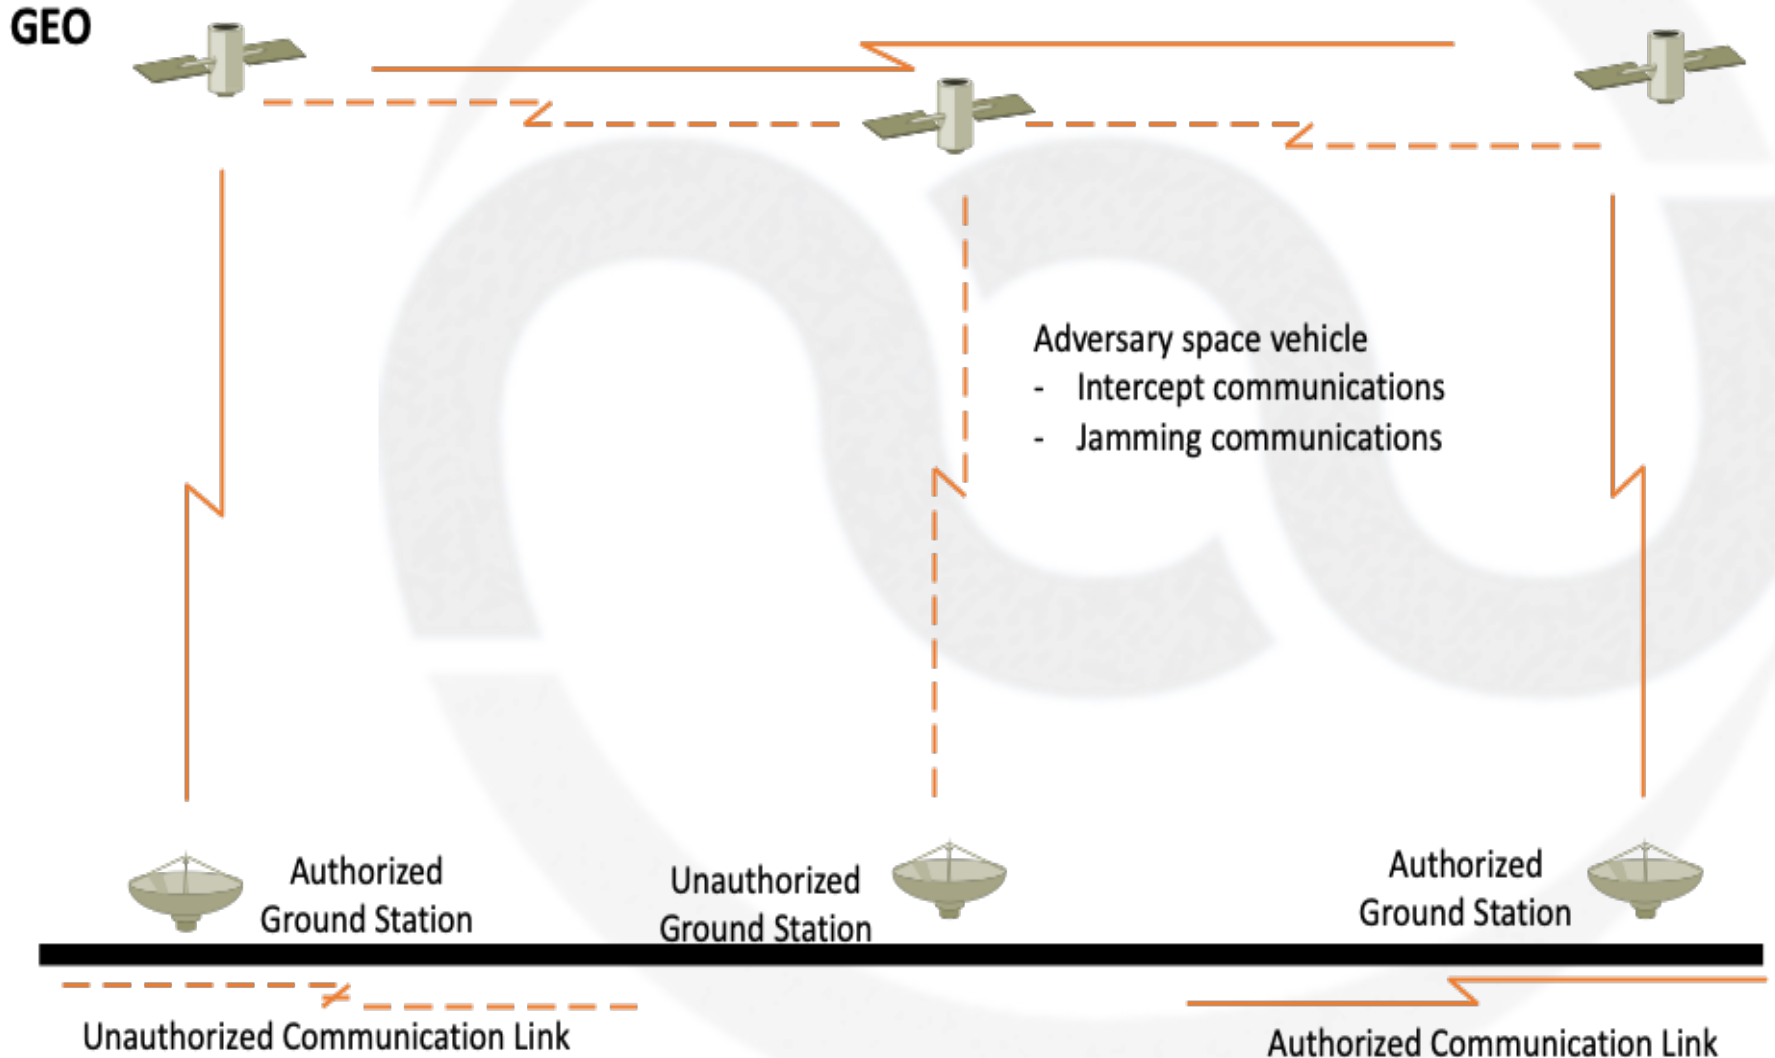 GEO
Adversary space vehicle
- Intercept communications
- Jamming communications
Authorized
Ground Station
Unauthorized
Ground Station
Authorized
Ground Station
Unauthorized Communication Link
Authorized Communication Link